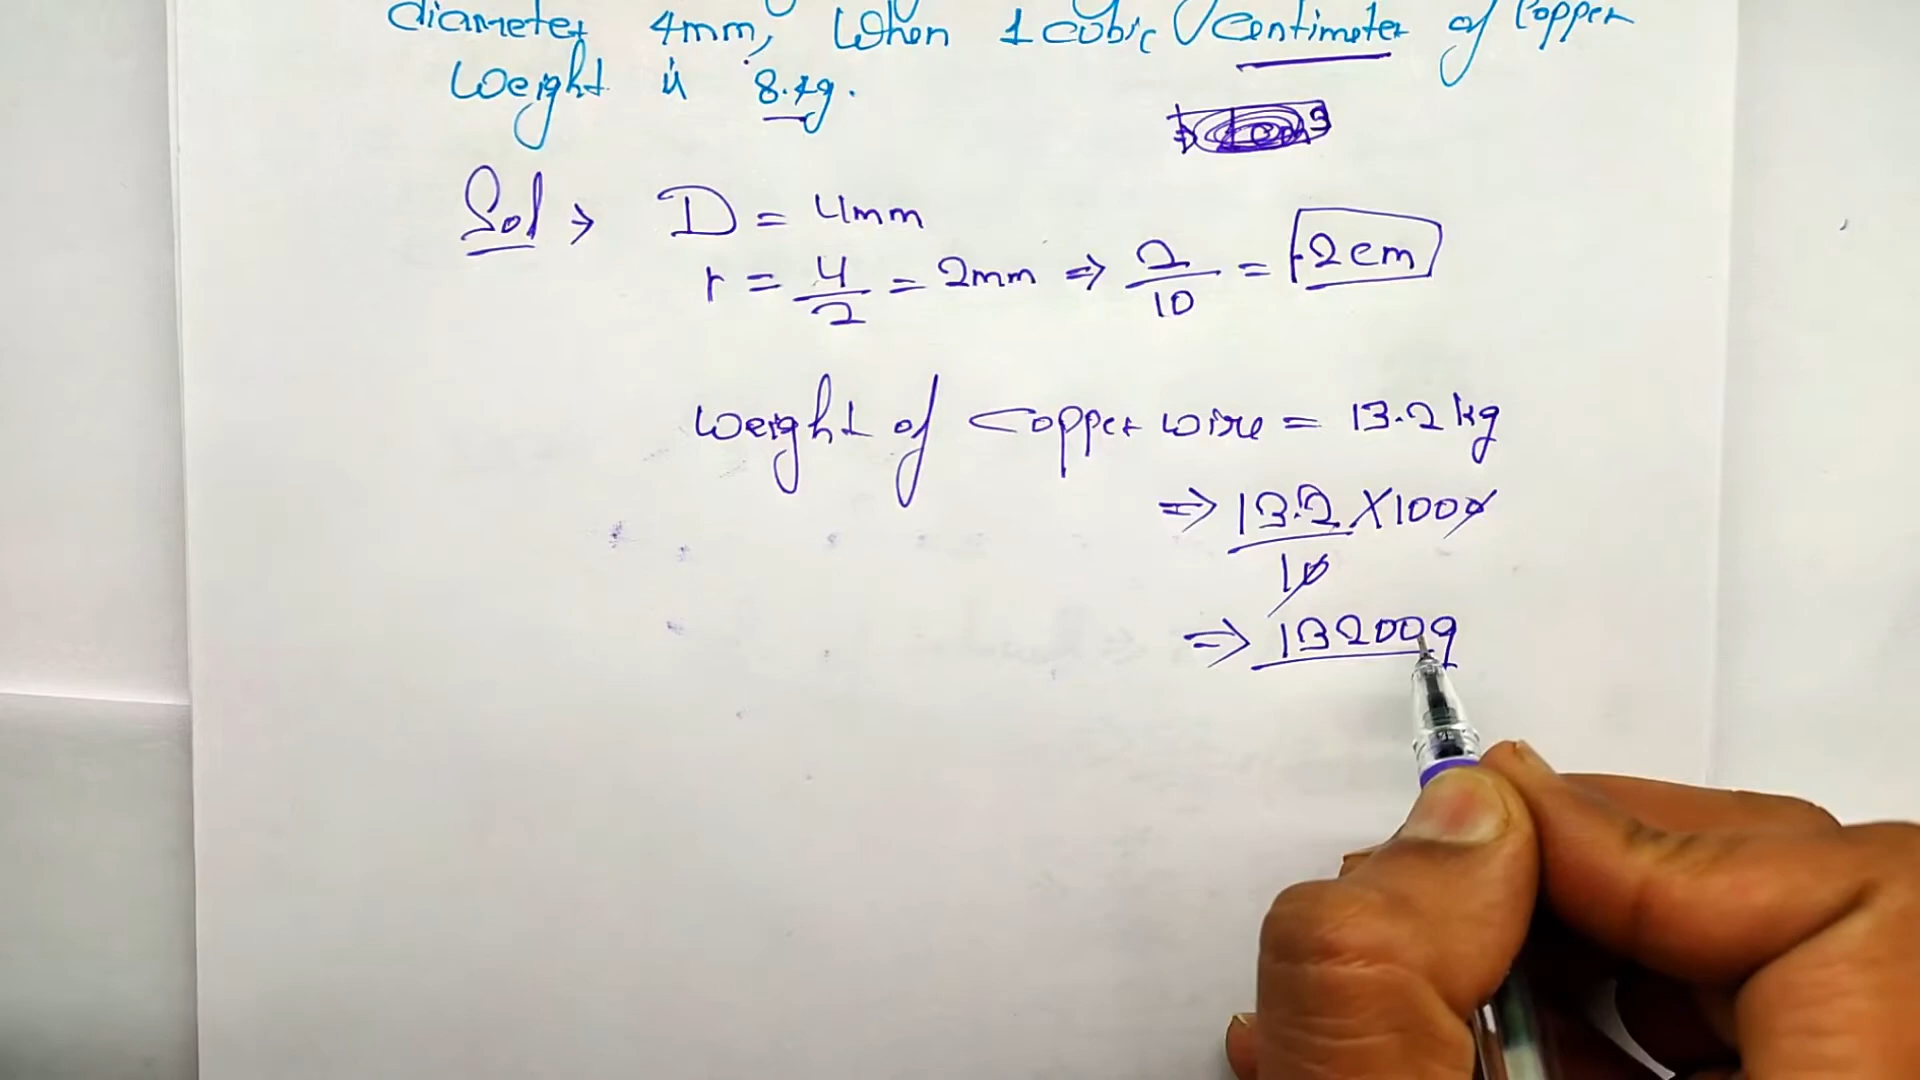 diameter 4mm, When 1 cubic centimeter of Copper
Weight is 8.4g.
Sol → D = 4mm
r = 4/2 = 2mm ⇒ 2/10 = .2cm
Weight of Copper wire = 13.2 kg
⇒ 13.2/10 × 1000
⇒ 13200g